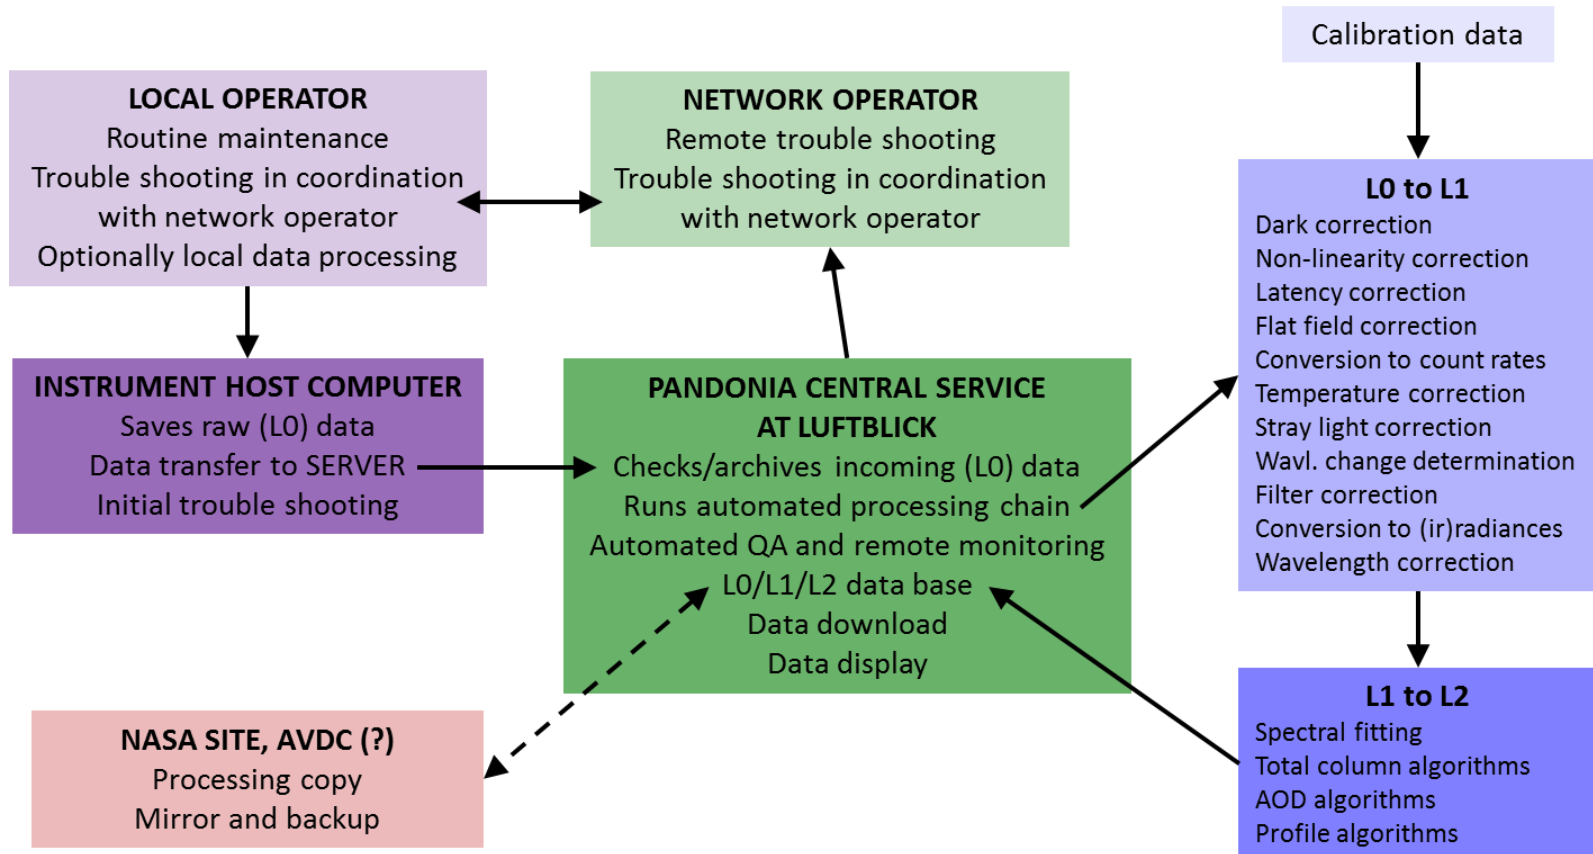 Calibration data
LOCAL OPERATOR
Routine maintenance
Trouble shooting in coordination
with network operator
Optionally local data processing
NETWORK OPERATOR
Remote trouble shooting
Trouble shooting in coordination
with network operator
L0 to L1
Dark correction
Non-linearity correction
Latency correction
Flat field correction
Conversion to count rates
Temperature correction
Stray light correction
Wavl. change determination
Filter correction
Conversion to (ir)radiances
Wavelength correction
INSTRUMENT HOST COMPUTER
Saves raw (L0) data
Data transfer to SERVER
Initial trouble shooting
PANDONIA CENTRAL SERVICE
AT LUFTBLICK
Checks/archives incoming (L0) data
Runs automated processing chain
Automated QA and remote monitoring
L0/L1/L2 data base
Data download
Data display
L1 to L2
Spectral fitting
Total column algorithms
AOD algorithms
Profile algorithms
NASA SITE, AVDC (?)
Processing copy
Mirror and backup